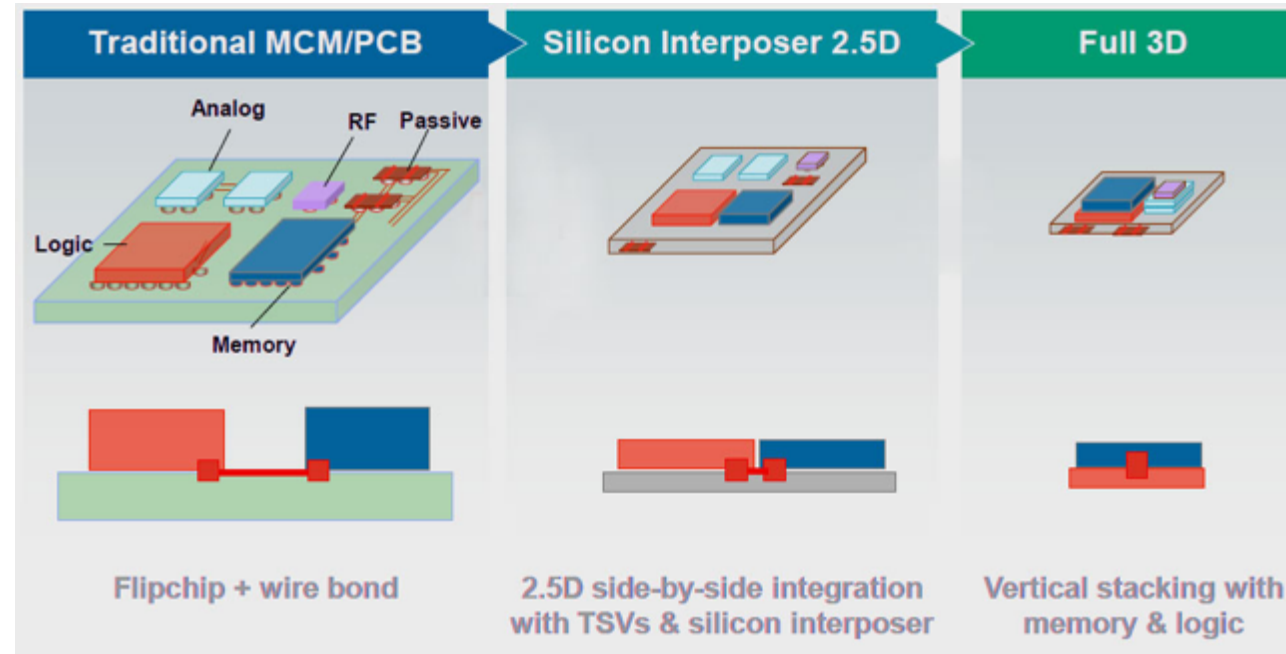 Traditional MCM/PCB
Silicon Interposer 2.5D
Full 3D
Analog
RF
Passive
Logic
Memory
Flipchip + wire bond
2.5D side-by-side integration
with TSVs & silicon interposer
Vertical stacking with
memory & logic